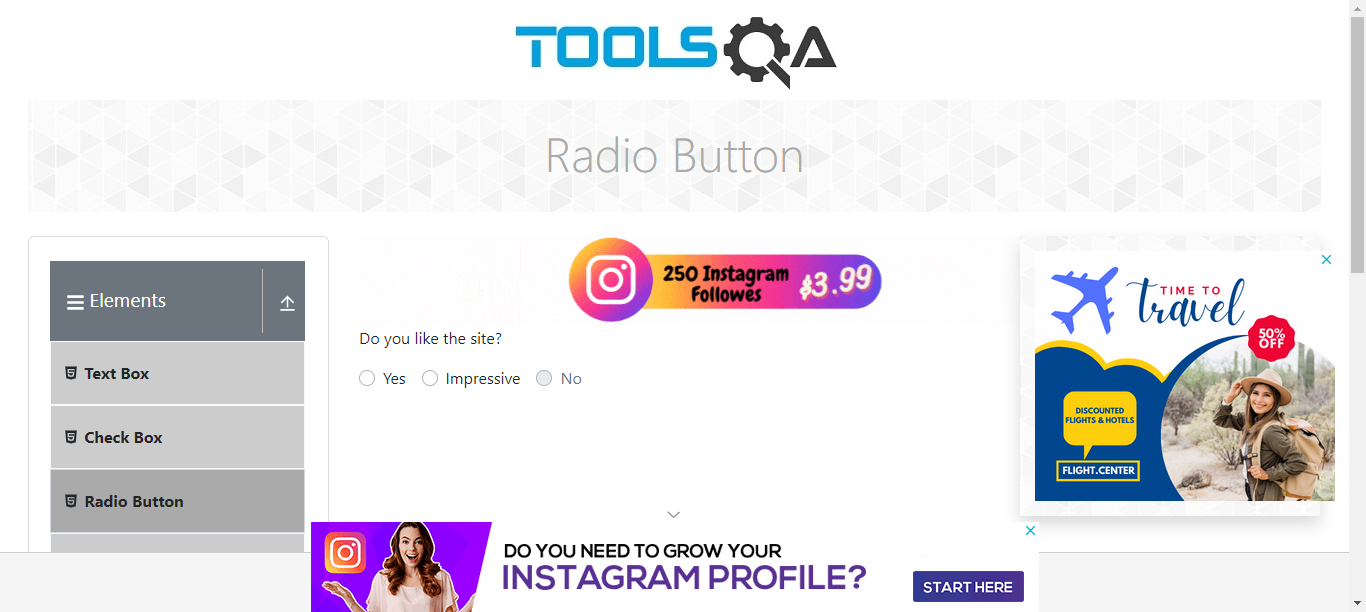 TOOLSQA
Radio Button
Elements
Text Box
Check Box
Radio Button
250 Instagram
Followes
$3.99
Do you like the site?
Yes
Impressive
No
TIME TO
travel
50%
OFF
DISCOUNTED
FLIGHTS & HOTELS
FLIGHT.CENTER
DO YOU NEED TO GROW YOUR
INSTAGRAM PROFILE?
START HERE